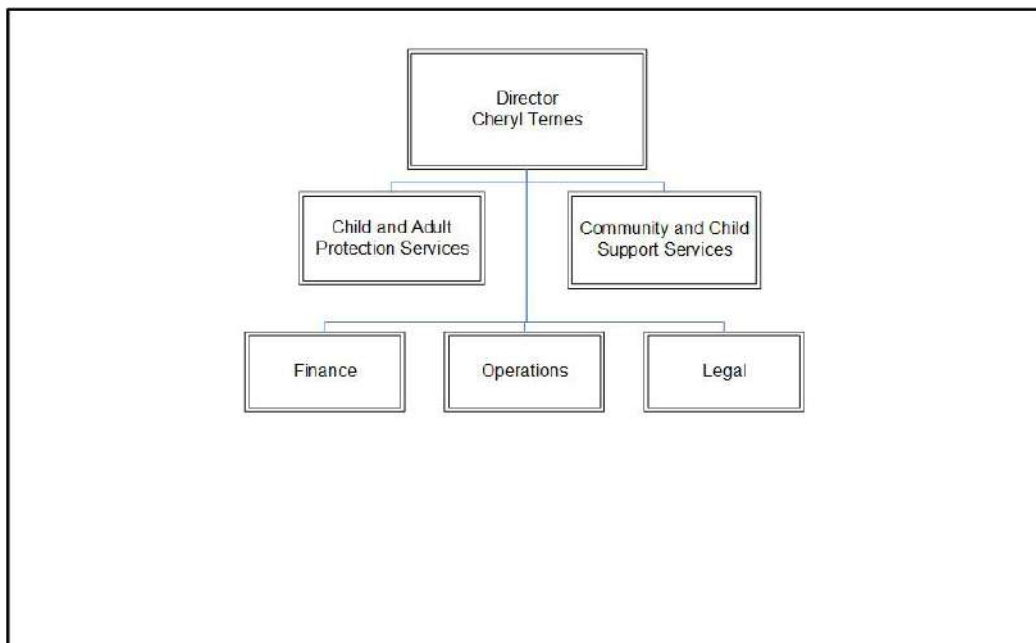 Director
Cheryl Ternes
Child and Adult
Protection Services
Community and Child
Support Services
Finance
Operations
Legal